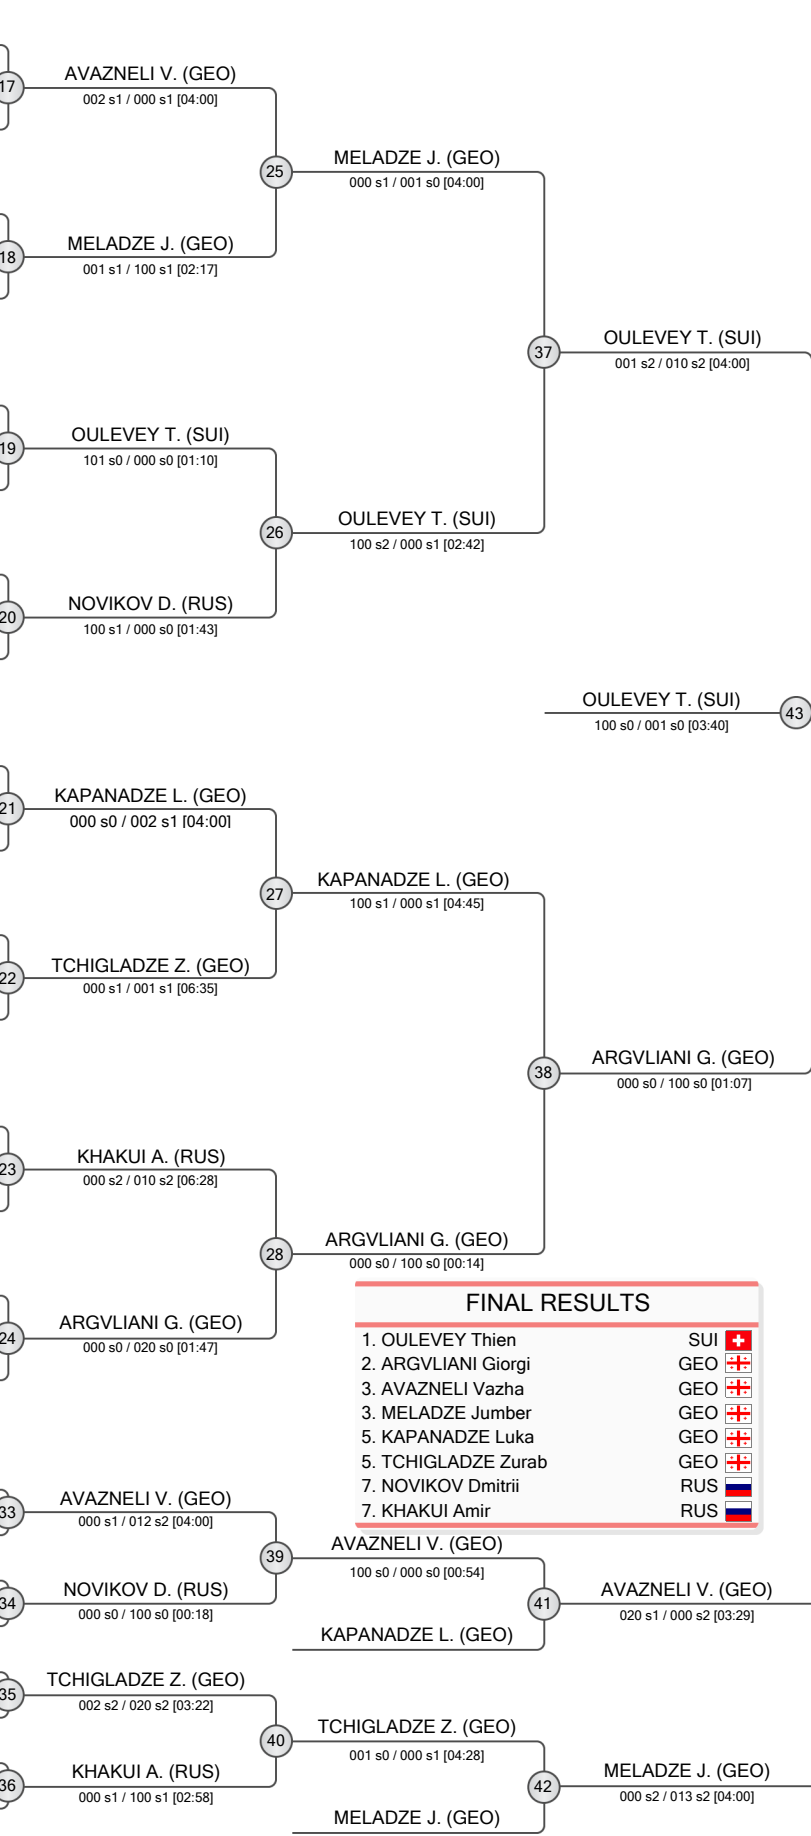 17
AVAZNELI V. (GEO)
002 s1 / 000 s1 [04:00]
25
MELADZE J. (GEO)
000 s1 / 001 s0 [04:00]
18
MELADZE J. (GEO)
001 s1 / 100 s1 [02:17]
37
OULEVEY T. (SUI)
001 s2 / 010 s2 [04:00]
19
OULEVEY T. (SUI)
101 s0 / 000 s0 [01:10]
26
OULEVEY T. (SUI)
100 s2 / 000 s1 [02:42]
20
NOVIKOV D. (RUS)
100 s1 / 000 s0 [01:43]
OULEVEY T. (SUI)
100 s0 / 001 s0 [03:40]
43
21
KAPANADZE L. (GEO)
000 s0 / 002 s1 [04:00]
27
KAPANADZE L. (GEO)
100 s1 / 000 s1 [04:45]
22
TCHIGLADZE Z. (GEO)
000 s1 / 001 s1 [06:35]
38
ARGVLIANI G. (GEO)
000 s0 / 100 s0 [01:07]
23
KHAKUI A. (RUS)
000 s2 / 010 s2 [06:28]
28
ARGVLIANI G. (GEO)
000 s0 / 100 s0 [00:14]
24
ARGVLIANI G. (GEO)
000 s0 / 020 s0 [01:47]
FINAL RESULTS
1. OULEVEY Thien SUI
2. ARGVLIANI Giorgi GEO
3. AVAZNELI Vazha GEO
3. MELADZE Jumber GEO
5. KAPANADZE Luka GEO
5. TCHIGLADZE Zurab GEO
7. NOVIKOV Dmitrii RUS
7. KHAKUI Amir RUS
33
AVAZNELI V. (GEO)
000 s1 / 012 s2 [04:00]
39
AVAZNELI V. (GEO)
100 s0 / 000 s0 [00:54]
34
NOVIKOV D. (RUS)
000 s0 / 100 s0 [00:18]
41
AVAZNELI V. (GEO)
020 s1 / 000 s2 [03:29]
KAPANADZE L. (GEO)
35
TCHIGLADZE Z. (GEO)
002 s2 / 020 s2 [03:22]
40
TCHIGLADZE Z. (GEO)
001 s0 / 000 s1 [04:28]
36
KHAKUI A. (RUS)
000 s1 / 100 s1 [02:58]
42
MELADZE J. (GEO)
000 s2 / 013 s2 [04:00]
MELADZE J. (GEO)